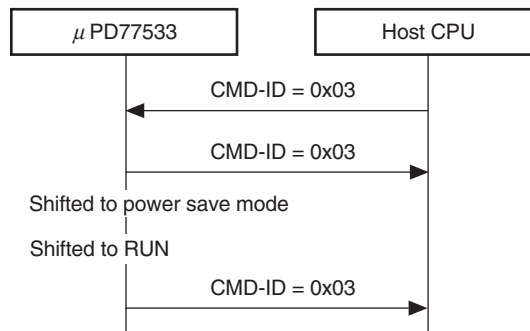 μ PD77533
Host CPU
CMD-ID = 0x03
CMD-ID = 0x03
Shifted to power save mode
Shifted to RUN
CMD-ID = 0x03